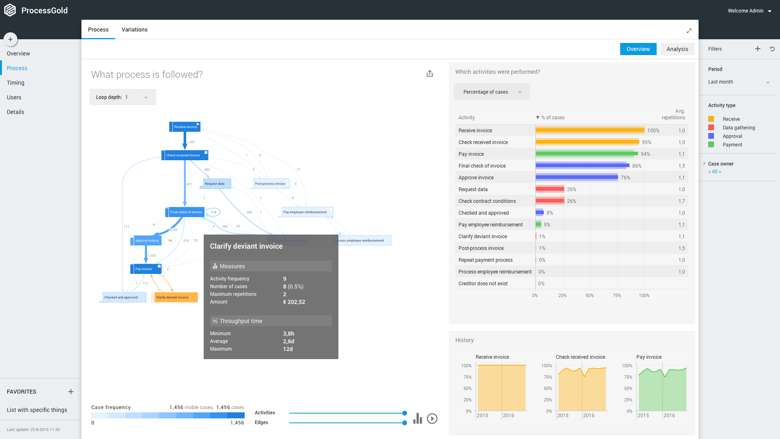 ProcessGold
Welcome Admin
Process
Variations
Overview
Process
Timing
Users
Details
Overview
Analysis
Filters
Period
Last month
Activity type
Receive
Data gathering
Approval
Payment
Case owner
< All >
What process is followed?
Loop depth: 1
Receive invoice
Check received invoice
Request data
Post-process invoice
Final check of invoice
Pay employee reimbursement
Approve invoice
process employee reimbursement
Pay invoice
Checked and approved
Clarify deviant invoice
Clarify deviant invoice
Measures
Activity frequency 9
Number of cases 8 (0.5%)
Maximum repetitions 2
Amount € 202,52
Throughput time
Minimum 3,8h
Average 2,6d
Maximum 12d
Case frequency 1,456 visible cases, 1,456 cases
0 1,456
Activities
Edges
Which activities were performed?
Percentage of cases
Activity ▼ % of cases Avg. repetitions
Receive invoice 100% 1,0
Check received invoice 95% 1,0
Pay invoice 94% 1,1
Final check of invoice 86% 1,5
Approve invoice 76% 1,1
Request data 26% 1,0
Check contract conditions 26% 1,7
Checked and approved 8% 1,0
Pay employee reimbursement 5% 1,1
Clarify deviant invoice 1% 1,1
Post-process invoice 1% 1,5
Repeat payment process 0% 1,0
Process employee reimbursement 0% 1,0
Creditor does not exist 0%
0% 25% 50% 75% 100%
History
Receive invoice
100%
75%
50%
25%
0%
2015 2016
Check received invoice
100%
75%
50%
25%
0%
2015 2016
Pay invoice
100%
75%
50%
25%
0%
2015 2016
FAVORITES
List with specific things
Last update: 29-8-2015 11:30